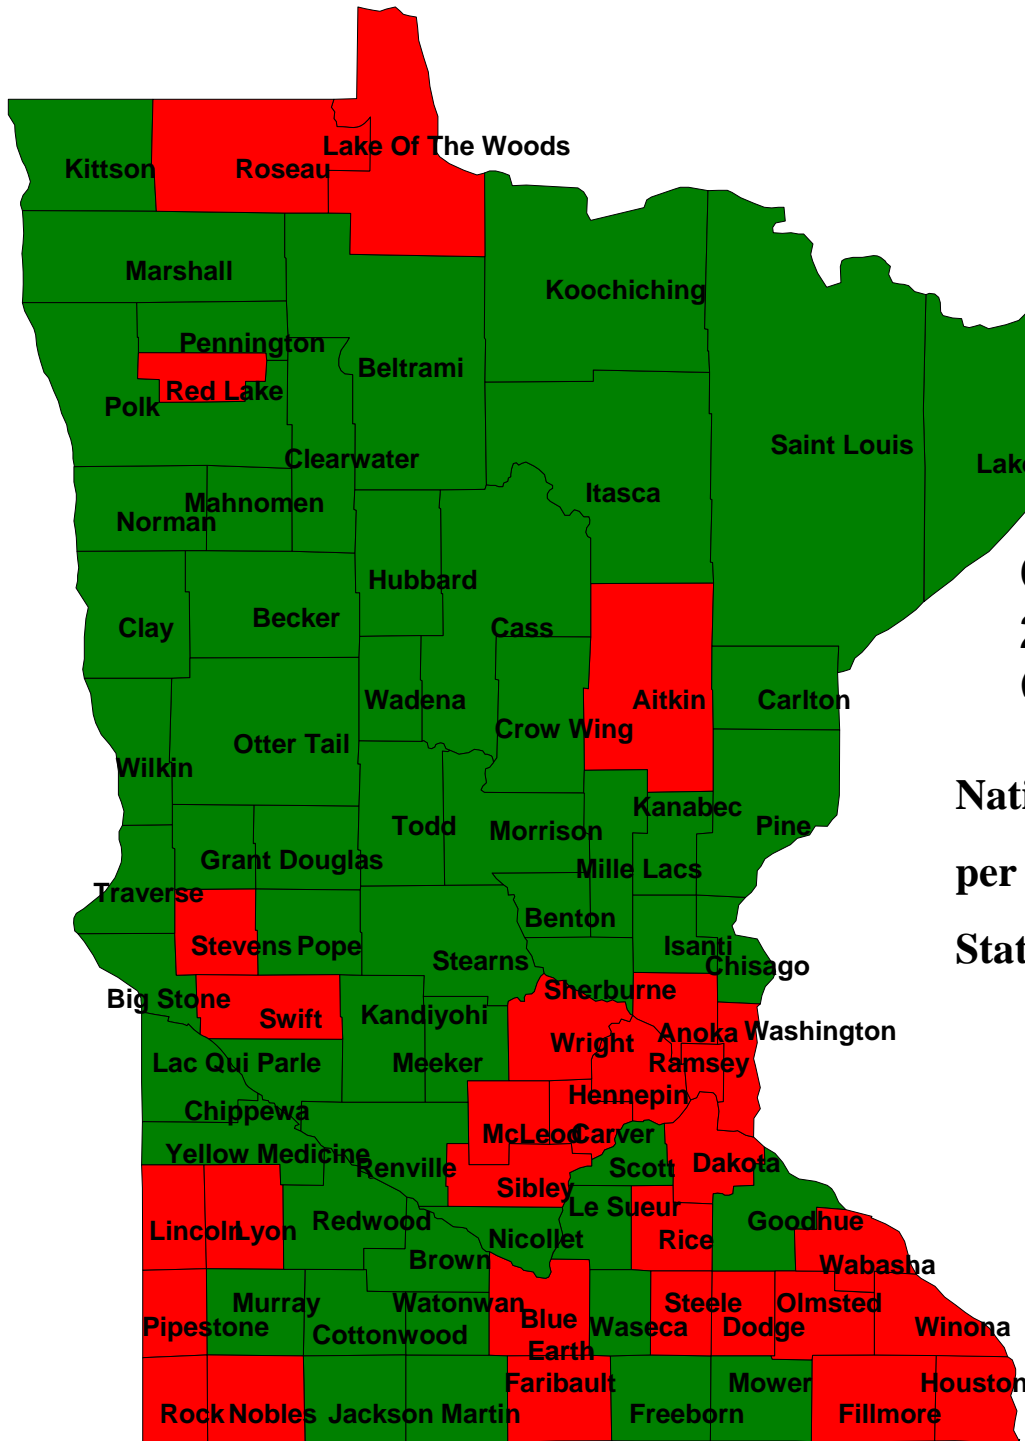 Lake Of The Woods
Kittson Roseau
Marshall
Koochiching
Pennington
Beltrami
Red Lake
Polk
Saint Louis
Clearwater
Lake
Itasca
Mahnomen
Norman
Hubbard
Becker
Clay Cass
Wadena Aitkin Carlton
Crow Wing
Otter Tail
Wilkin
Nati
Kanabec
Todd Morrison Pine
Grant Douglas
Mille Lacs
per
Traverse
Benton
Stevens Pope Isanti
Stat
Stearns Chisago
Sherburne
Big Stone
Kandiyohi
Swift
Anoka Washington
Wright
Lac Qui Parle Meeker Ramsey
Hennepin
Chippewa
McLeod Carver
Yellow Medicine
Renville Scott Dakota
Sibley
Le Sueur
Redwood Goodhue
Lincoln Lyon
Nicollet Rice
Brown
Wabasha
Murray Watonwan Steele Olmsted
Blue
Earth
Pipestone Waseca Dodge Winona
Cottonwood
Faribault Mower Houston
Rock Nobles Jackson Martin Freeborn Fillmore